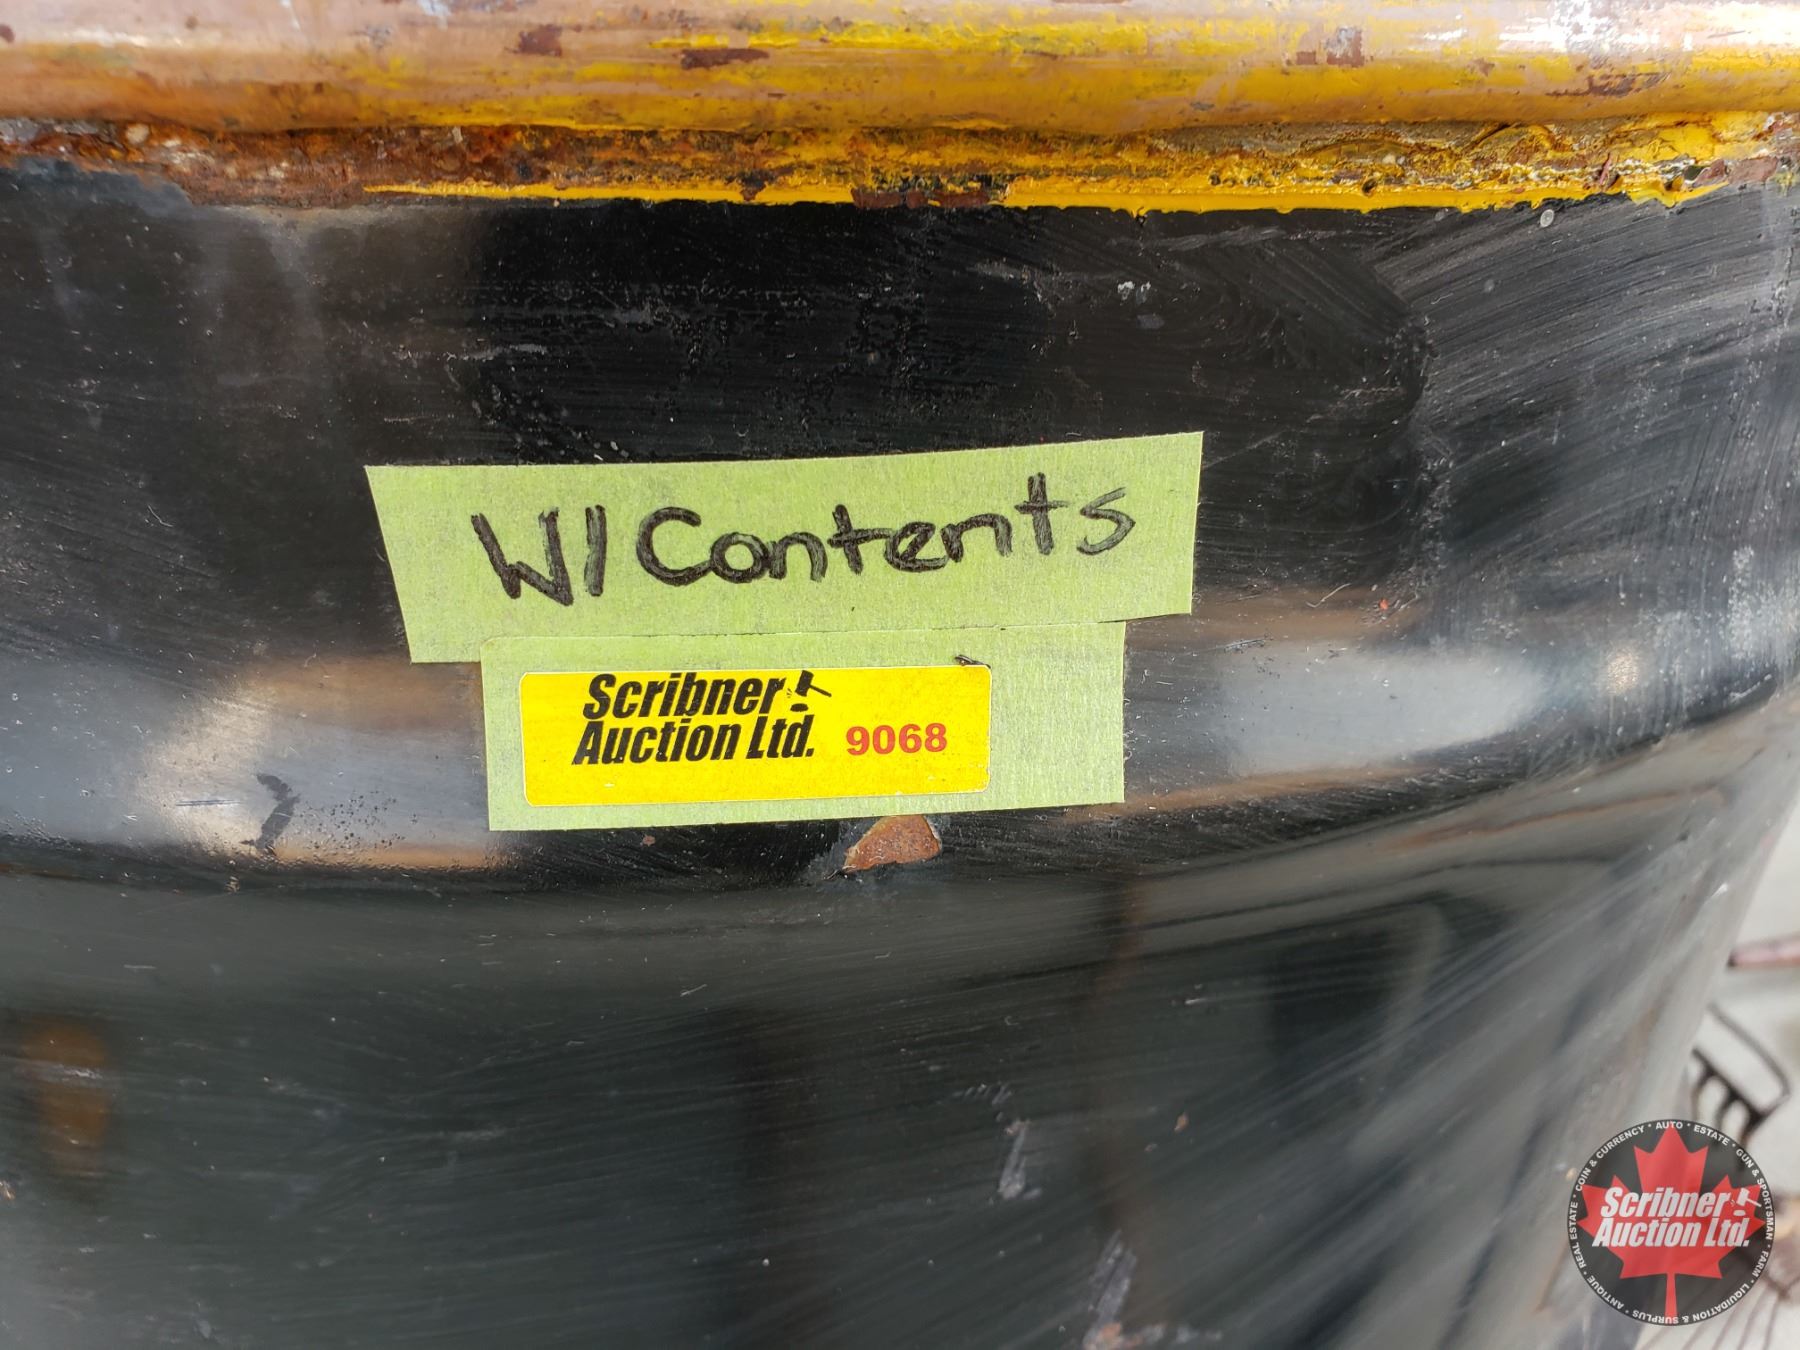 W/ Contents
Scribner
Auction Ltd. 9068
COIN & CURRENCY • AUTO • ESTATE • GUN & SPORTSMAN • FARM • LIQUIDATION & SURPLUS • ANTIQUE • REAL ESTATE •
Scribner
Auction Ltd.